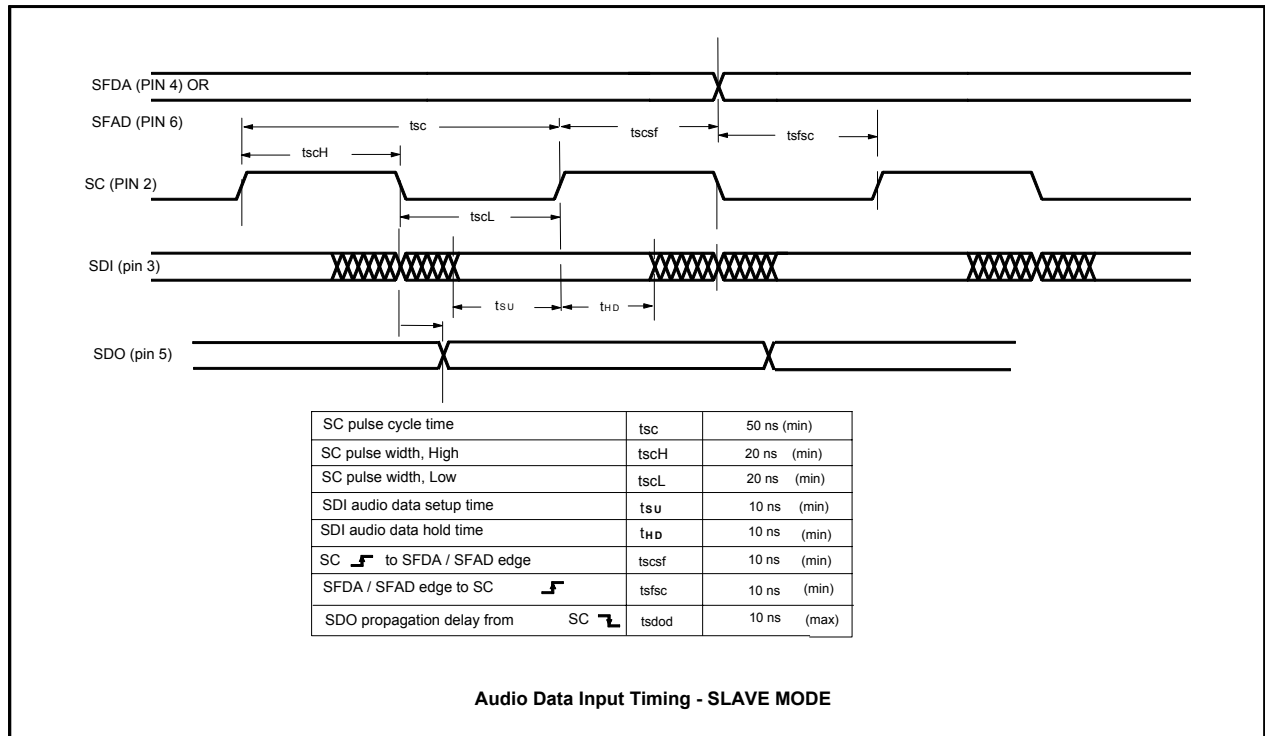 SFDA (PIN 4) OR
SFAD (PIN 6)
tsc
tscsf
tsfsc
tscH
SC (PIN 2)
tscL
SDI (pin 3)
tSU
tHD
SDO (pin 5)
SC pulse cycle time tsc 50 ns (min)
SC pulse width, High tscH 20 ns (min)
SC pulse width, Low tscL 20 ns (min)
SDI audio data setup time tSU 10 ns (min)
SDI audio data hold time tHD 10 ns (min)
SC to SFDA / SFAD edge tscsf 10 ns (min)
SFDA / SFAD edge to SC tsfsc 10 ns (min)
SDO propagation delay from SC tsdod 10 ns (max)
Audio Data Input Timing - SLAVE MODE